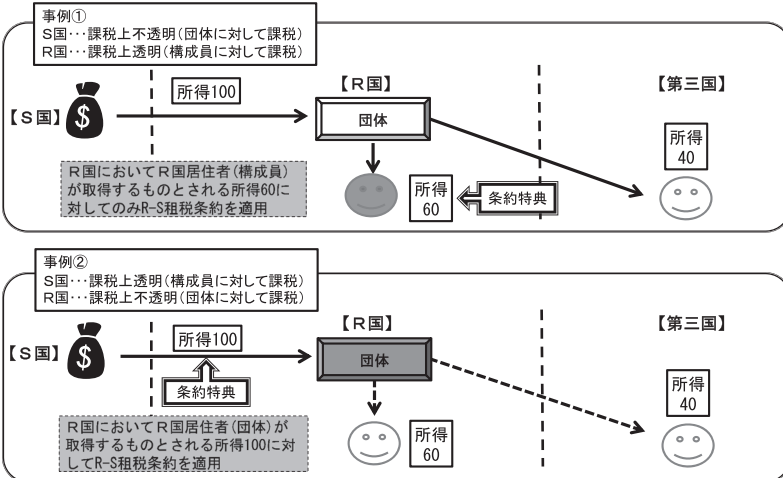 事例①
S国･･･課税上不透明(団体に対して課税)
R国･･･課税上透明(構成員に対して課税)
【S国】
$
所得100
【R国】
団体
【第三国】
所得
40
R国においてR国居住者(構成員)
が取得するものとされる所得60に
対してのみR-S租税条約を適用
所得
60
条約特典
事例②
S国･･･課税上透明(構成員に対して課税)
R国･･･課税上不透明(団体に対して課税)
【S国】
$
所得100
条約特典
【R国】
団体
【第三国】
所得
40
R国においてR国居住者(団体)が
取得するものとされる所得100に対
してR-S租税条約を適用
所得
60